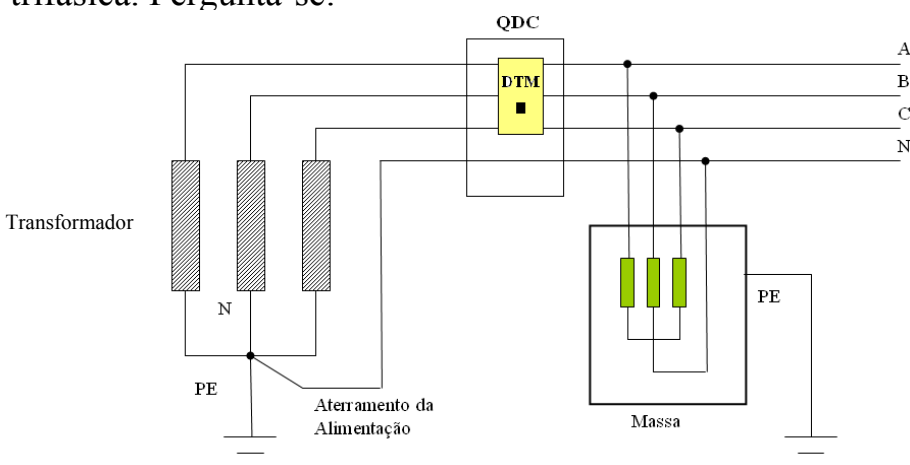 trifásica. Pergunta-se:
QDC
A
DTM
B
C
N
Transformador
N
PE
PE
Aterramento da
Alimentação
Massa